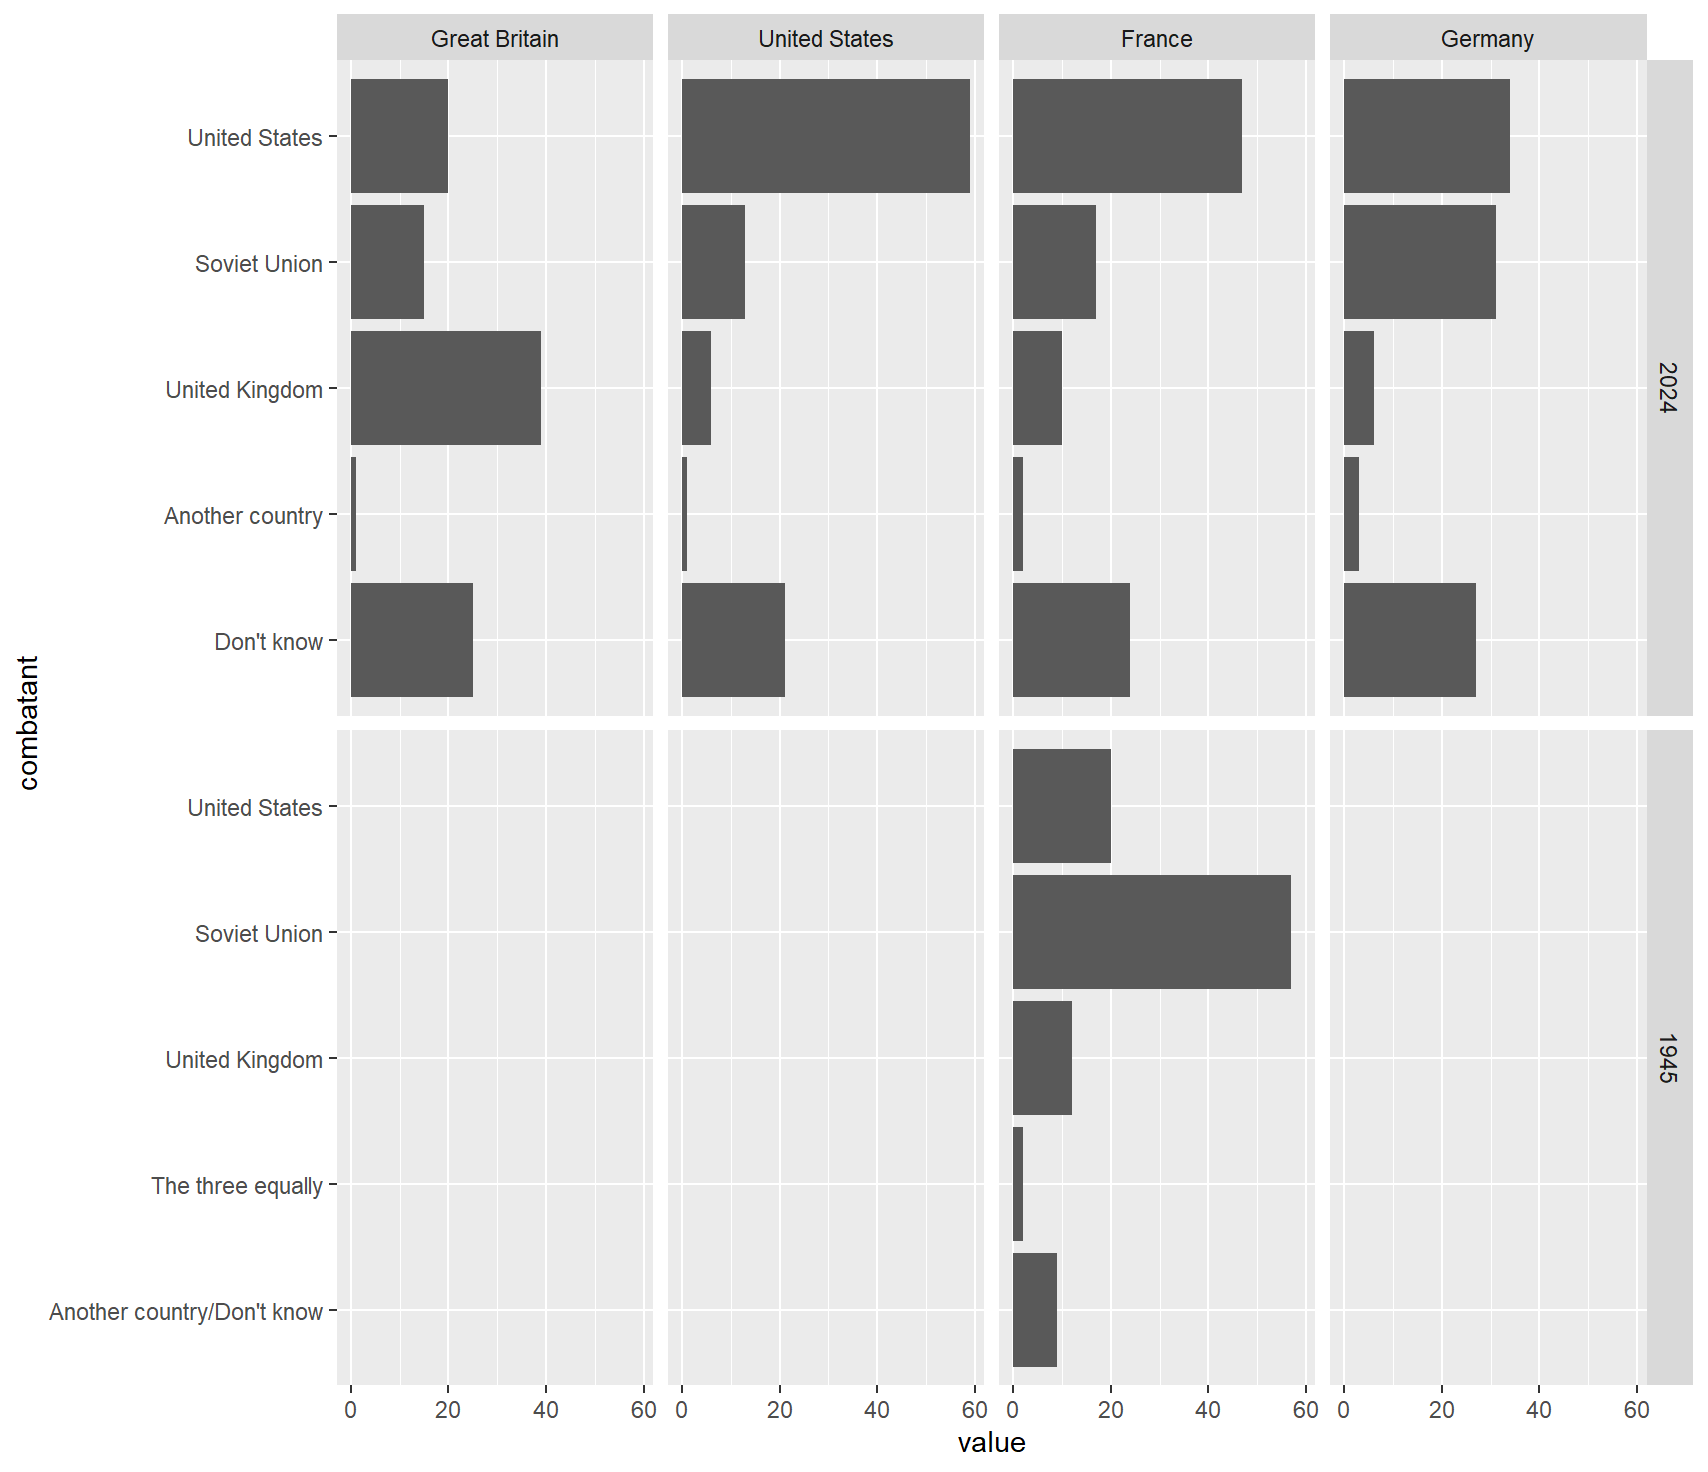 Great Britain
United States
France
Germany
United States
Soviet Union
United Kingdom
Another country
Don't know
2024
combatant
United States
Soviet Union
United Kingdom
The three equally
Another country/Don't know
1945
0 20 40 60 0 20 40 60 0 20 40 60 0 20 40 60
value